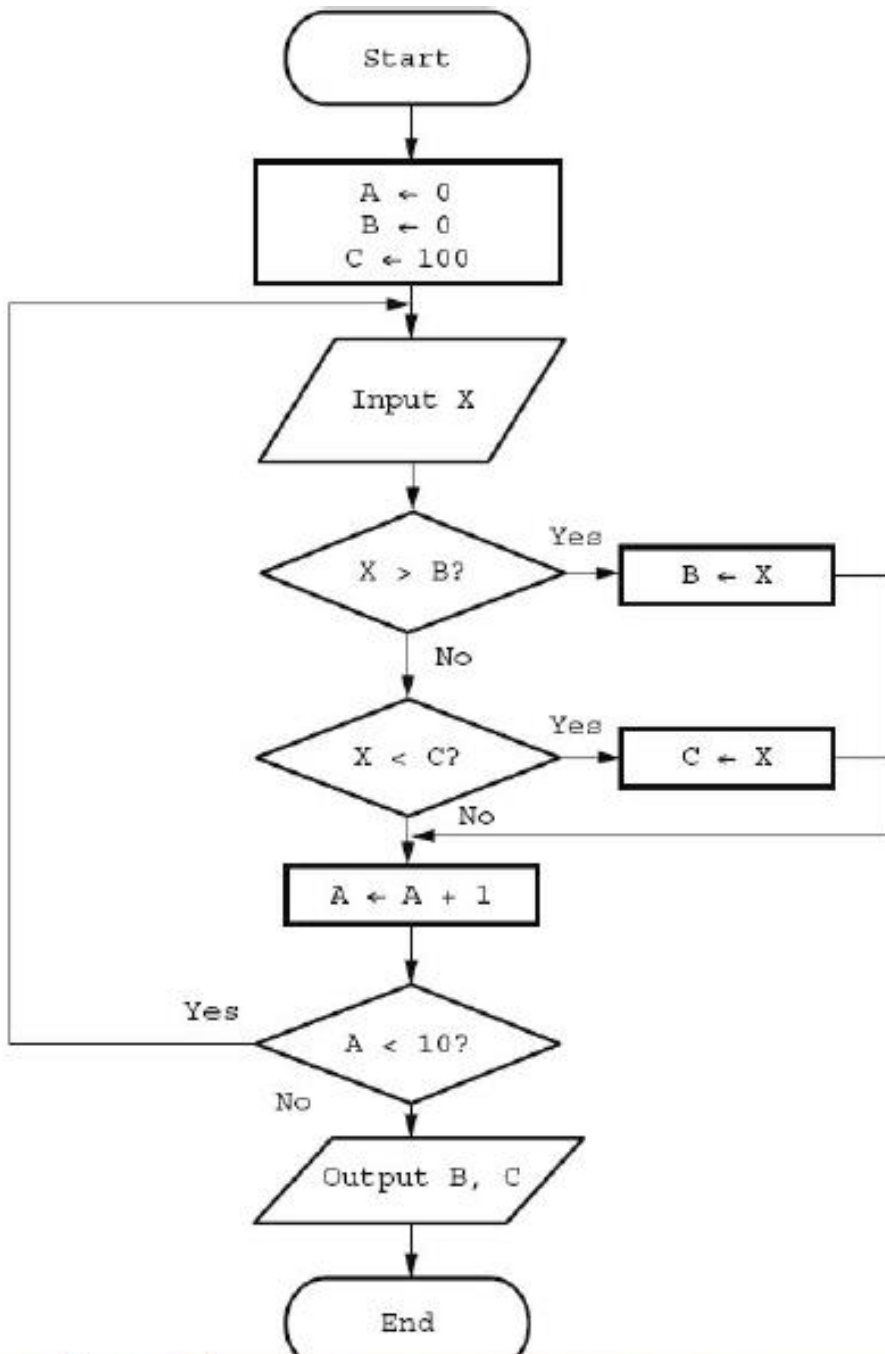 Start
A ← 0
B ← 0
C ← 100
Input X
X > B?
Yes
B ← X
No
X < C?
Yes
C ← X
No
A ← A + 1
A < 10?
Yes
No
Output B, C
End